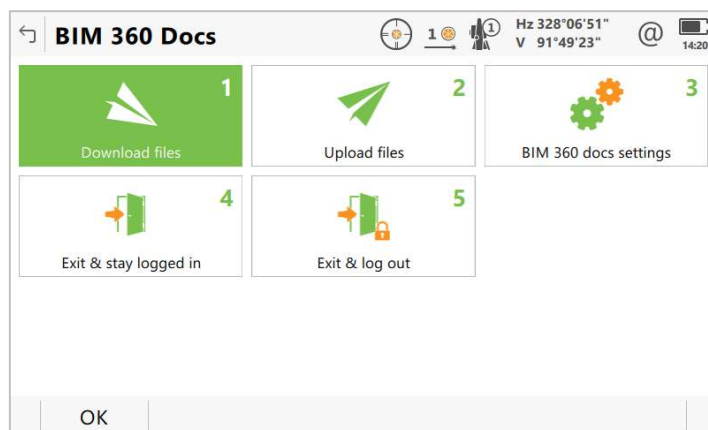 BIM 360 Docs
1
1
Hz 328°06'51"
V 91°49'23"
@
14:20
1
Download files
2
Upload files
3
BIM 360 docs settings
4
Exit & stay logged in
5
Exit & log out
OK